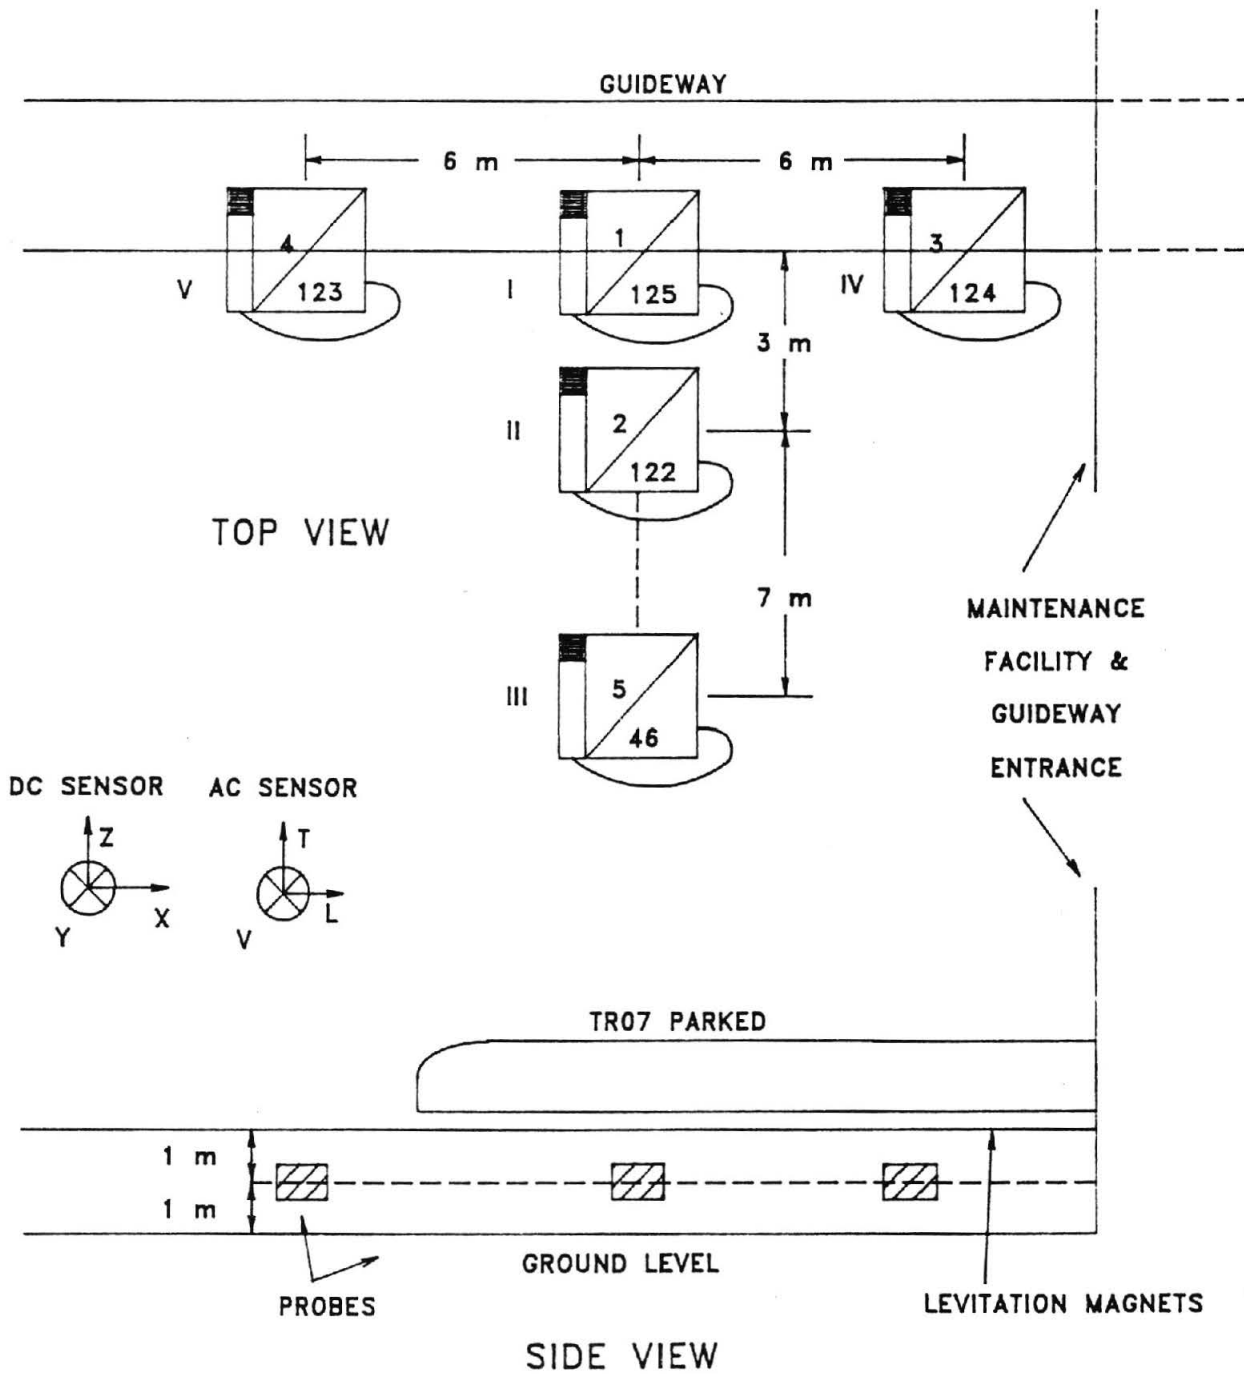 GUIDEWAY
6 m
6 m
4
1
3
V
123
I
125
IV
124
3 m
2
II
122
TOP VIEW
7 m
MAINTENANCE
FACILITY &
GUIDEWAY
ENTRANCE
5
III
46
DC SENSOR
AC SENSOR
Z
T
X
L
Y
V
TR07 PARKED
1 m
1 m
GROUND LEVEL
PROBES
LEVITATION MAGNETS
SIDE VIEW